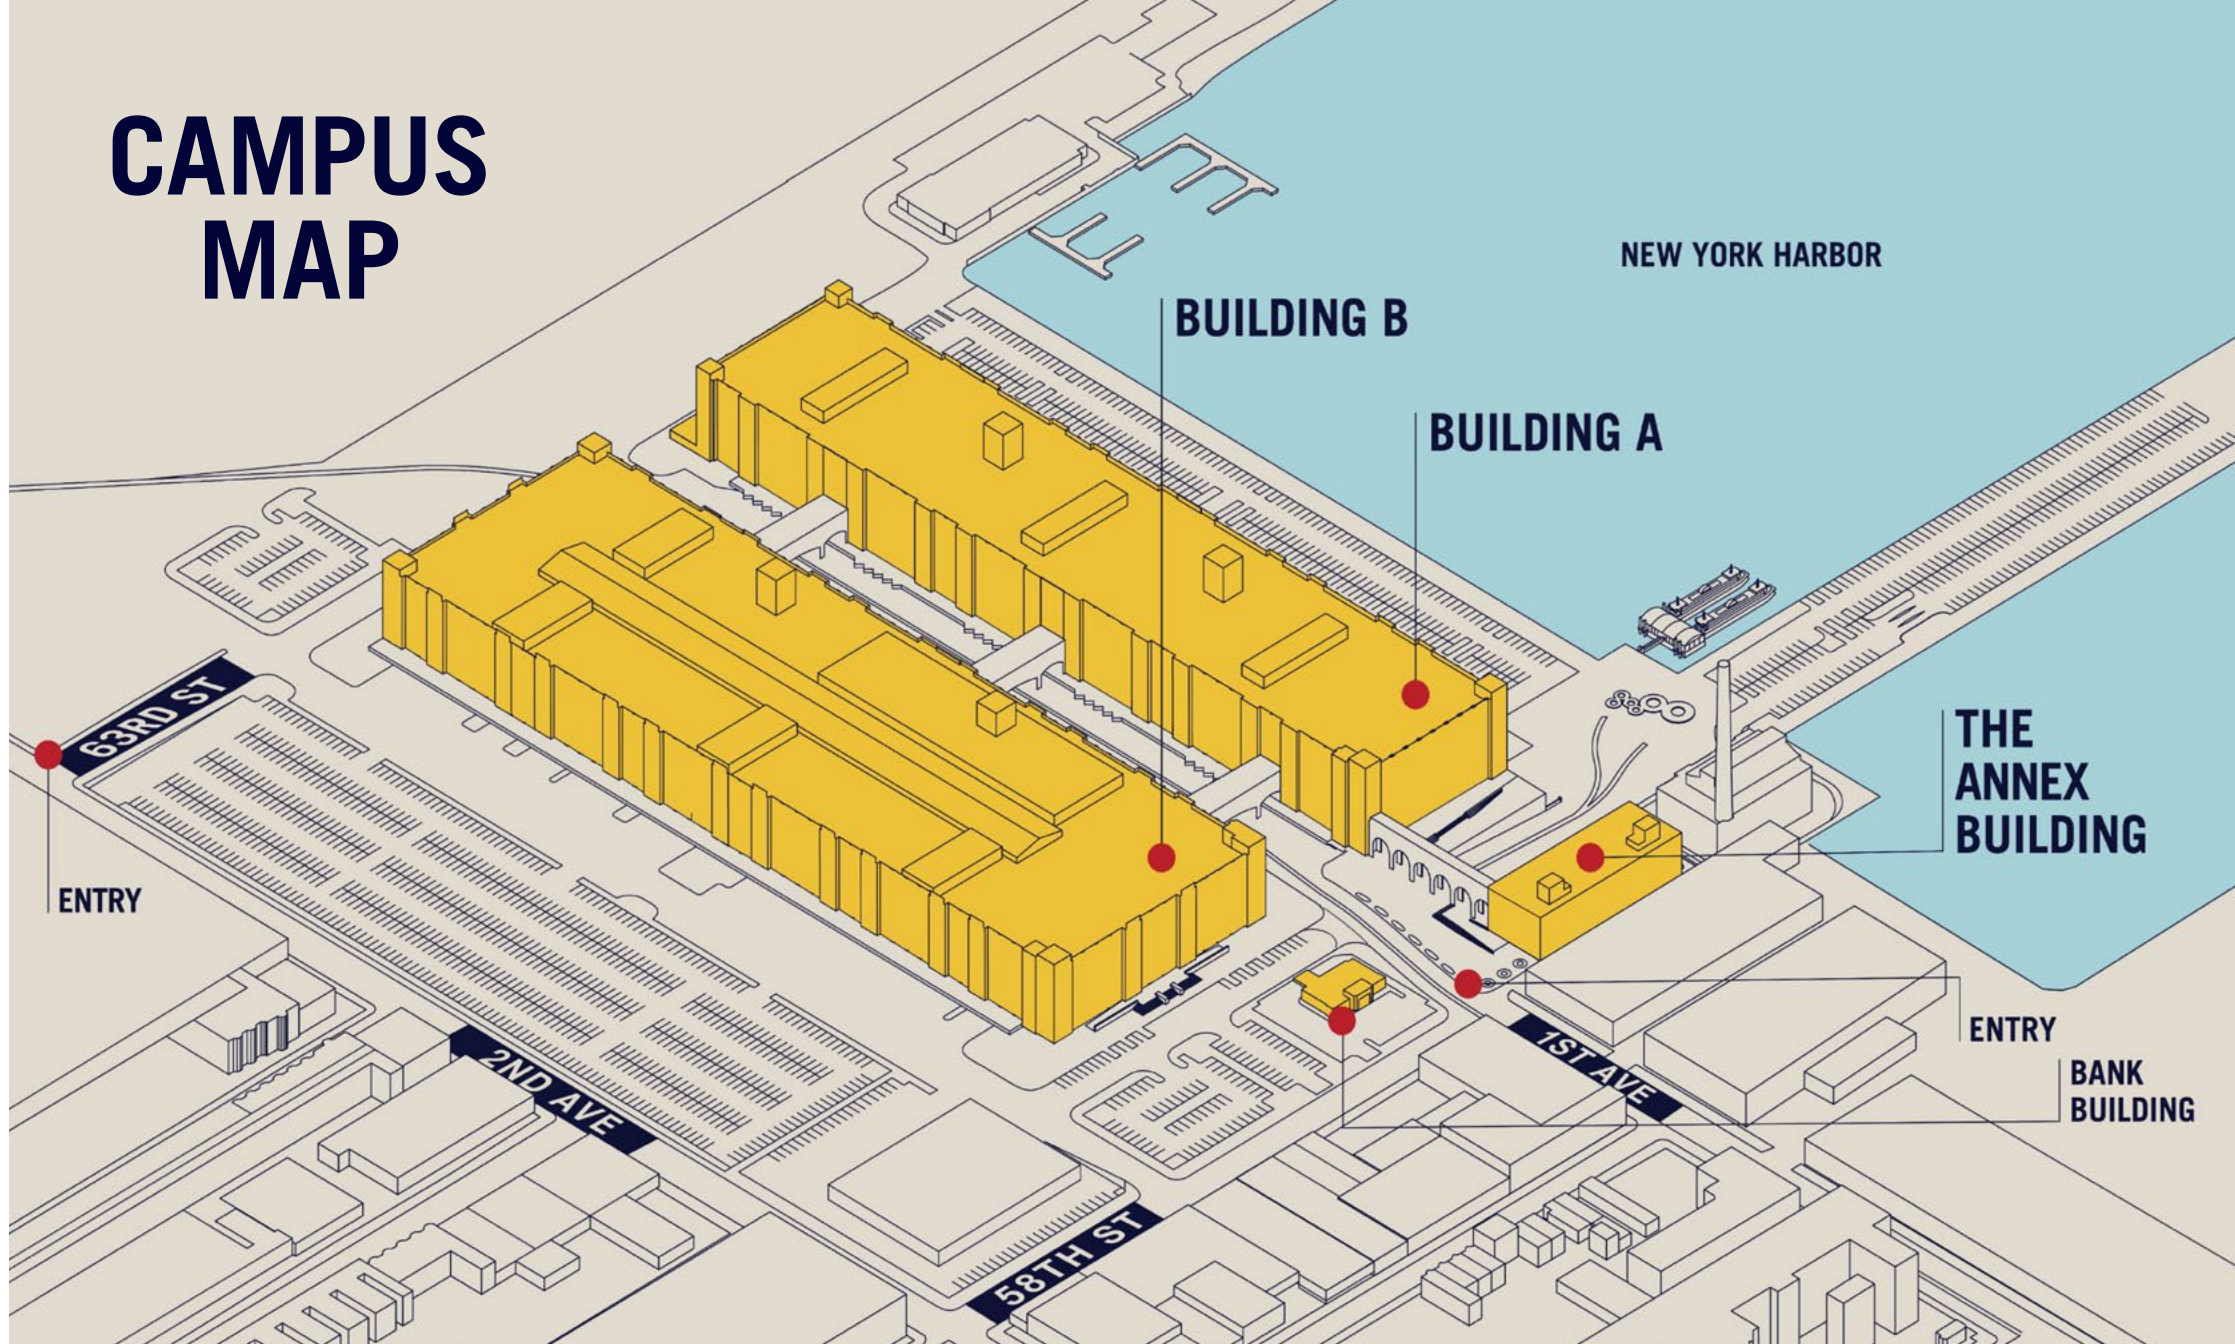 CAMPUS
MAP
NEW YORK HARBOR
BUILDING B
BUILDING A
63RD ST
THE
ANNEX
BUILDING
ENTRY
ENTRY
1ST AVE
2ND AVE
BANK
BUILDING
58TH ST